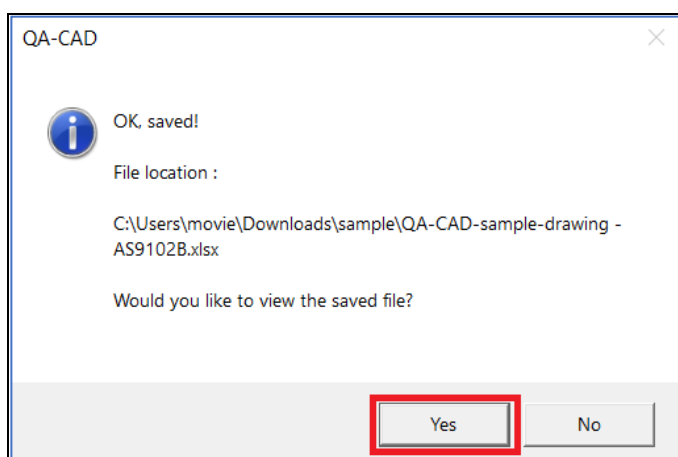 QA-CAD
OK, saved!
File location :
C:\Users\movie\Downloads\sample\QA-CAD-sample-drawing -
AS9102B.xlsx
Would you like to view the saved file?
Yes
No